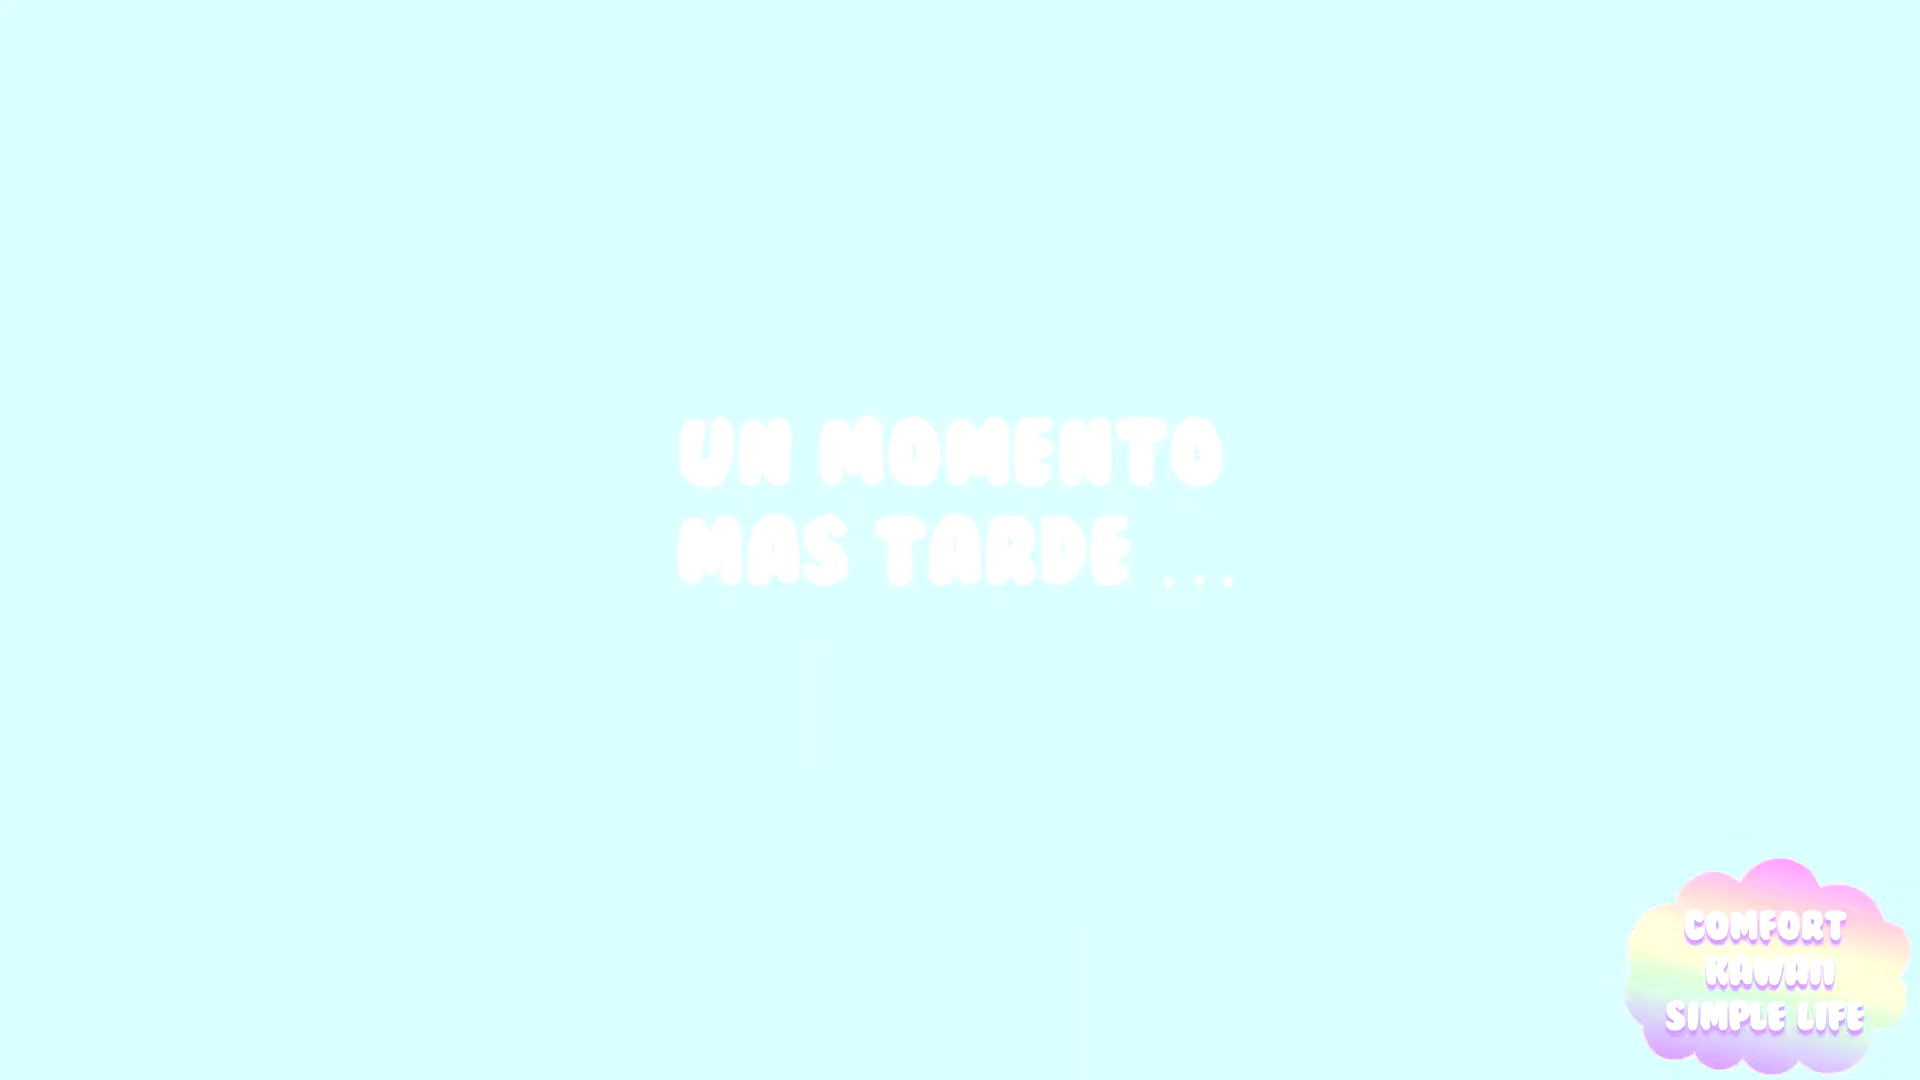 UN MOMENTO
MAS TARDE ...
COMFORT
KAWAII
SIMPLE LIFE